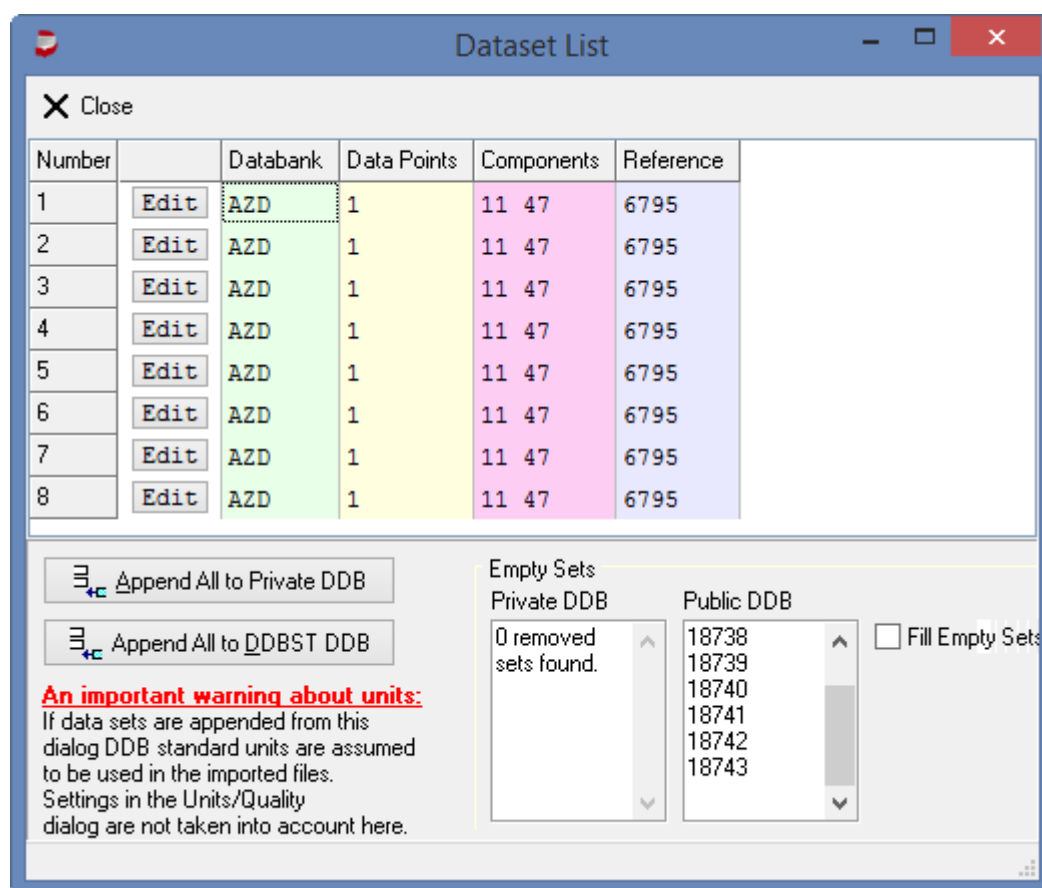 Dataset List
Close
Number Databank Data Points Components Reference
1 Edit AZD 1 11 47 6795
2 Edit AZD 1 11 47 6795
3 Edit AZD 1 11 47 6795
4 Edit AZD 1 11 47 6795
5 Edit AZD 1 11 47 6795
6 Edit AZD 1 11 47 6795
7 Edit AZD 1 11 47 6795
8 Edit AZD 1 11 47 6795
Append All to Private DDB
Append All to DDBST DDB
An important warning about units:
If data sets are appended from this
dialog DDB standard units are assumed
to be used in the imported files.
Settings in the Units/Quality
dialog are not taken into account here.
Empty Sets
Private DDB
0 removed
sets found.
Public DDB
18738
18739
18740
18741
18742
18743
Fill Empty Sets